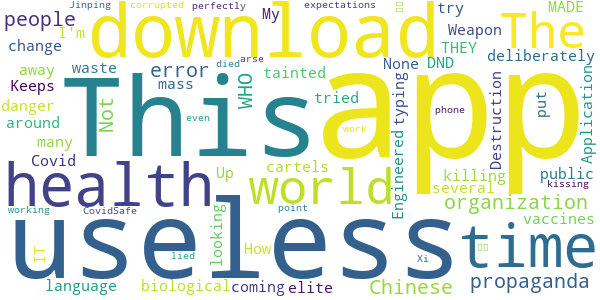 Jinping corrupted perfectly expectations
people download The My try MADE
I'm Weapon
change THEY deliberately
away waste error died arse None DND
Keeps mass tainted
danger Not This WHO tried typing app put Application
around even Destruction
many work phone
Covid Up cartels killing public
health world several kissing
Engineered organization
working CovidSafe point vaccines
useless looking How time
IT lied Xi
language biological coming elite Chinese propaganda